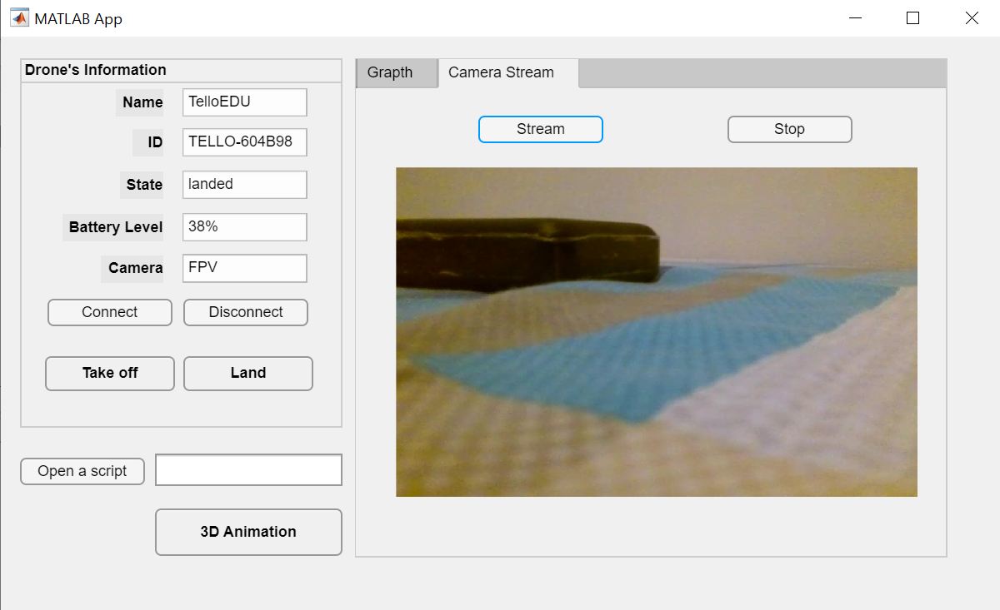 MATLAB App
Drone's Information
Name TelloEDU
ID TELLO-604B98
State landed
Battery Level 38%
Camera FPV
Connect Disconnect
Take off Land
Open a script
3D Animation
Grapth Camera Stream
Stream Stop